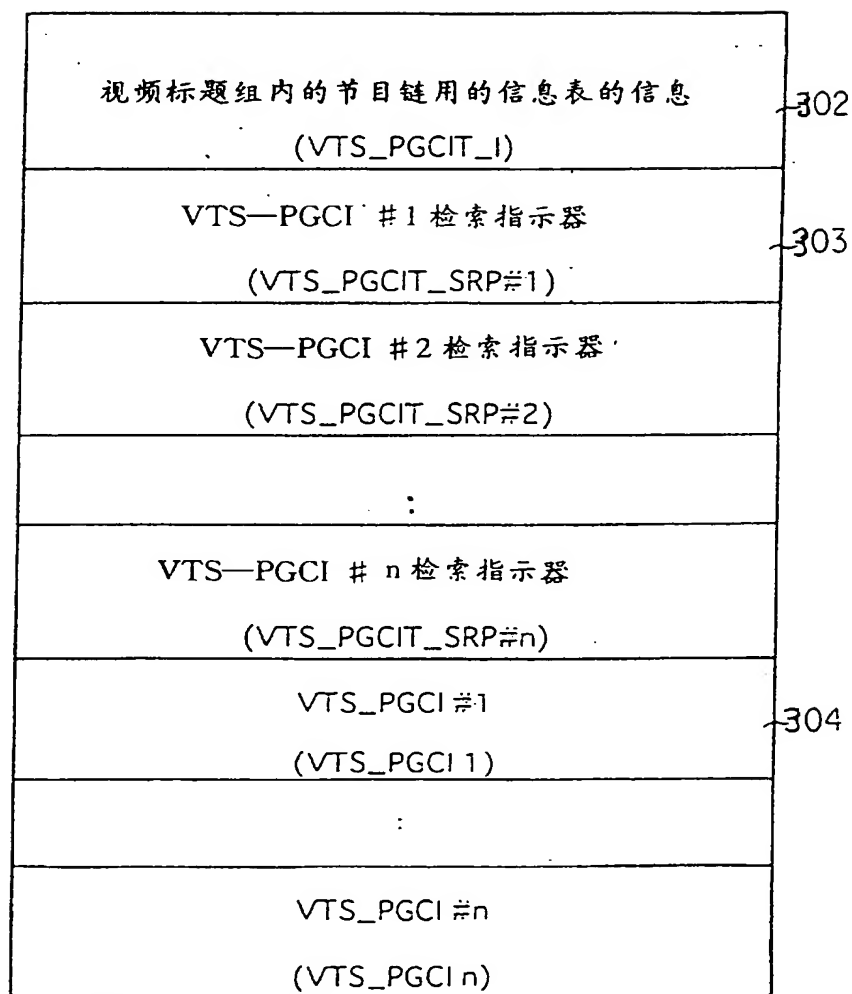 视频标题组内的节目链用的信息表的信息
(VTS_PGCIT_I)
302
VTS—PGCI #1检索指示器
(VTS_PGCIT_SRP#1)
303
VTS—PGCI #2检索指示器
(VTS_PGCIT_SRP#2)
:
VTS—PGCI # n检索指示器
(VTS_PGCIT_SRP#n)
VTS_PGCI #1
(VTS_PGCI 1)
304
:
VTS_PGCI #n
(VTS_PGCI n)